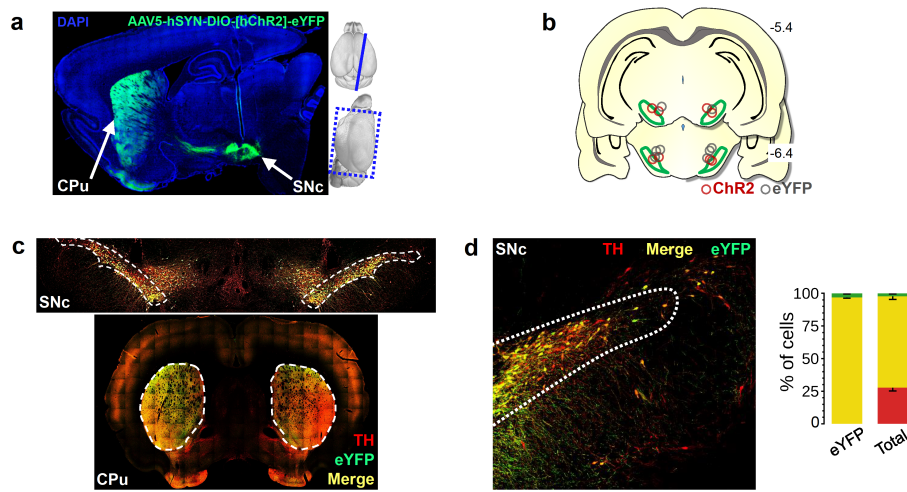 a
DAPI AAV5-hSYN-DIO-[hChR2]-eYFP
CPu
SNc
b
-5.4
-6.4
ChR2 eYFP
c
SNc
TH
eYFP
Merge
CPu
d
SNc TH Merge eYFP
% of cells
100
75
50
25
0
eYFP
Total